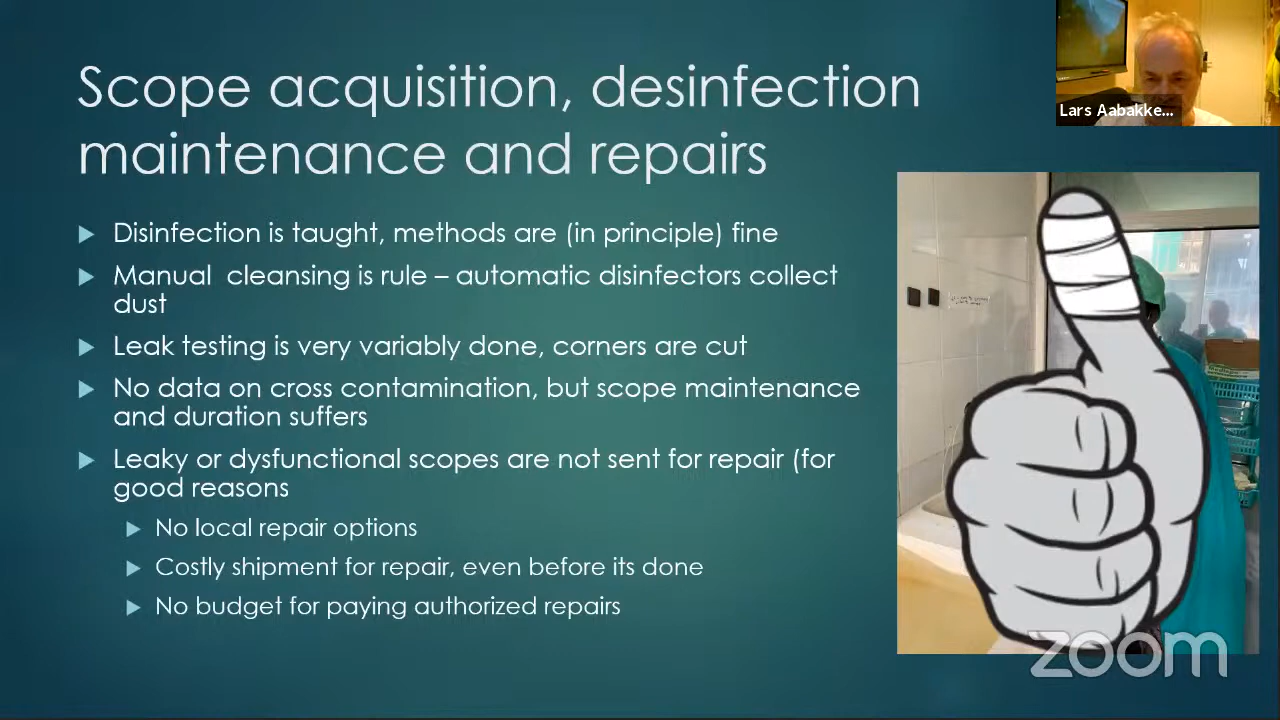 Scope acquisition, desinfection
maintenance and repairs
Lars Aabakke...
Disinfection is taught, methods are (in principle) fine
Manual  cleansing is rule – automatic disinfectors collect
dust
Leak testing is very variably done, corners are cut
No data on cross contamination, but scope maintenance
and duration suffers
Leaky or dysfunctional scopes are not sent for repair (for
good reasons
No local repair options
Costly shipment for repair, even before its done
No budget for paying authorized repairs
zoom